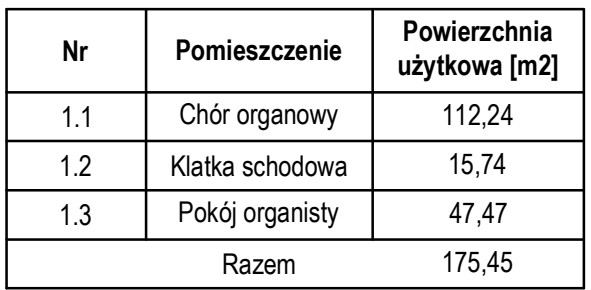 Nr Pomieszczenie Powierzchnia użytkowa [m2]
1.1 Chór organowy 112,24
1.2 Klatka schodowa 15,74
1.3 Pokój organisty 47,47
Razem 175,45